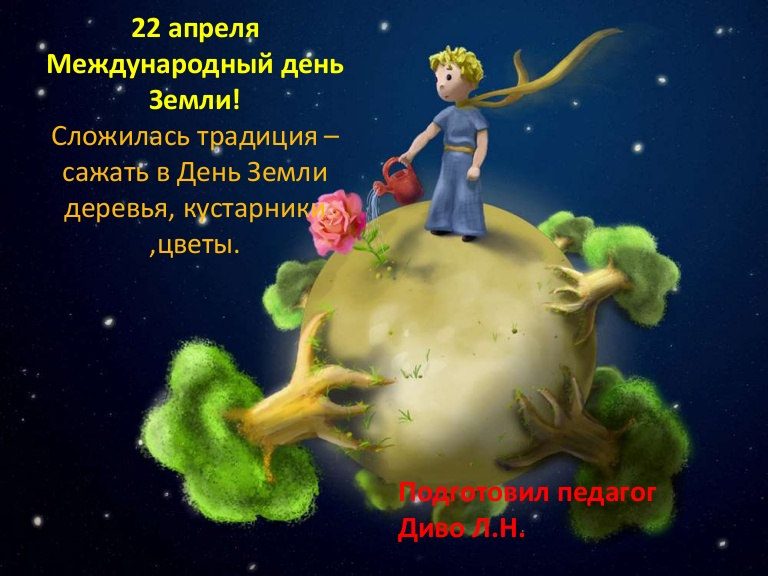 22 апреля
Международный день
Земли!
Сложилась традиция –
сажать в День Земли
деревья, кустарники
,цветы.
Подготовил педагог
Диво Л.Н.